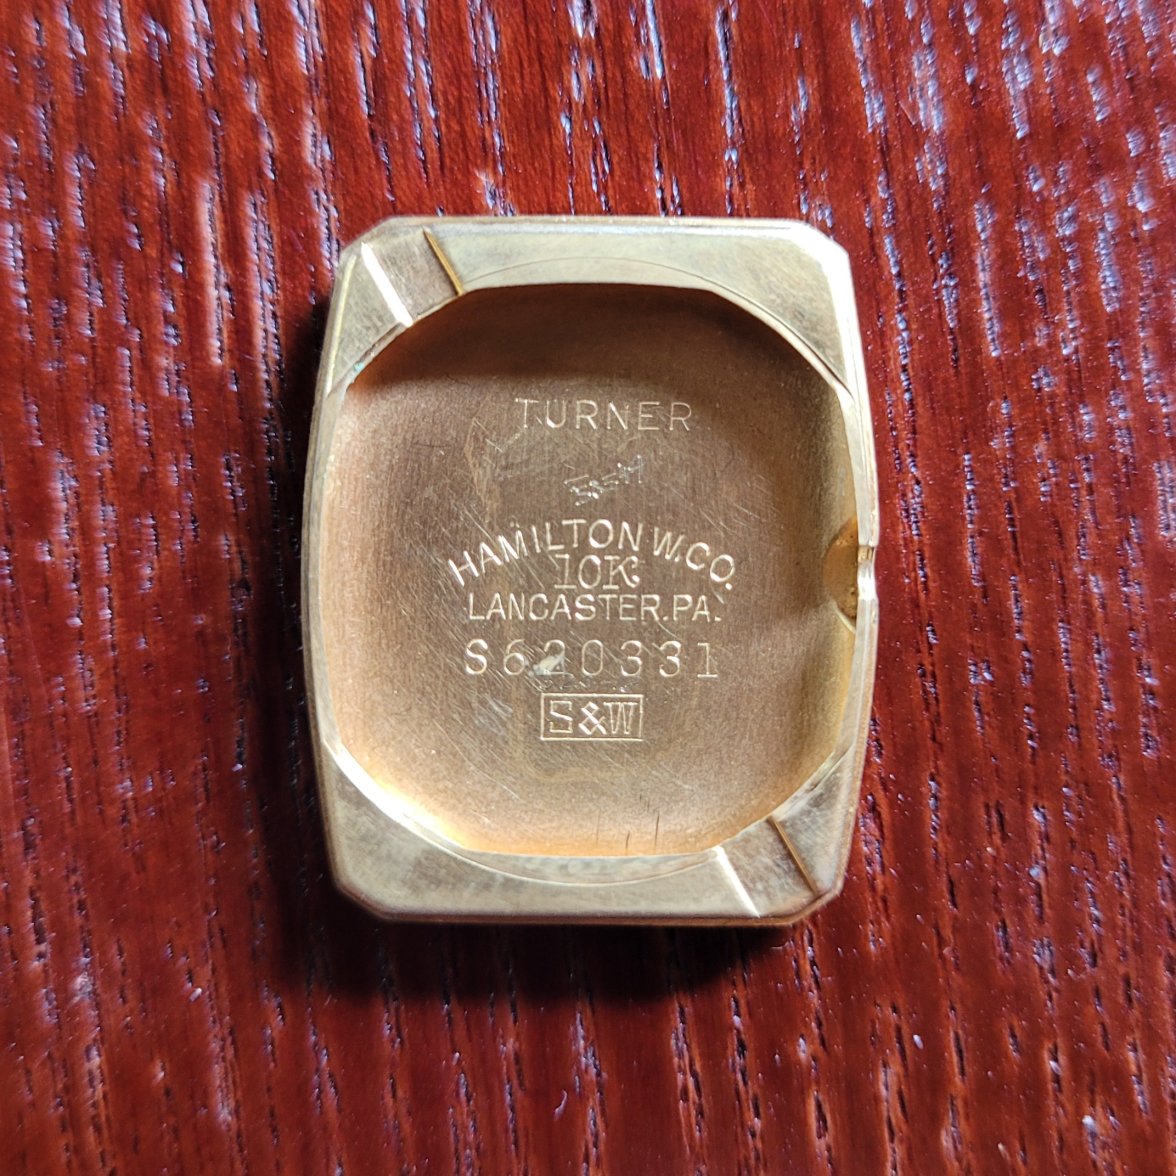 TURNER
HAMILTON W.CO.
10K
LANCASTER.PA.
S620331
S&W